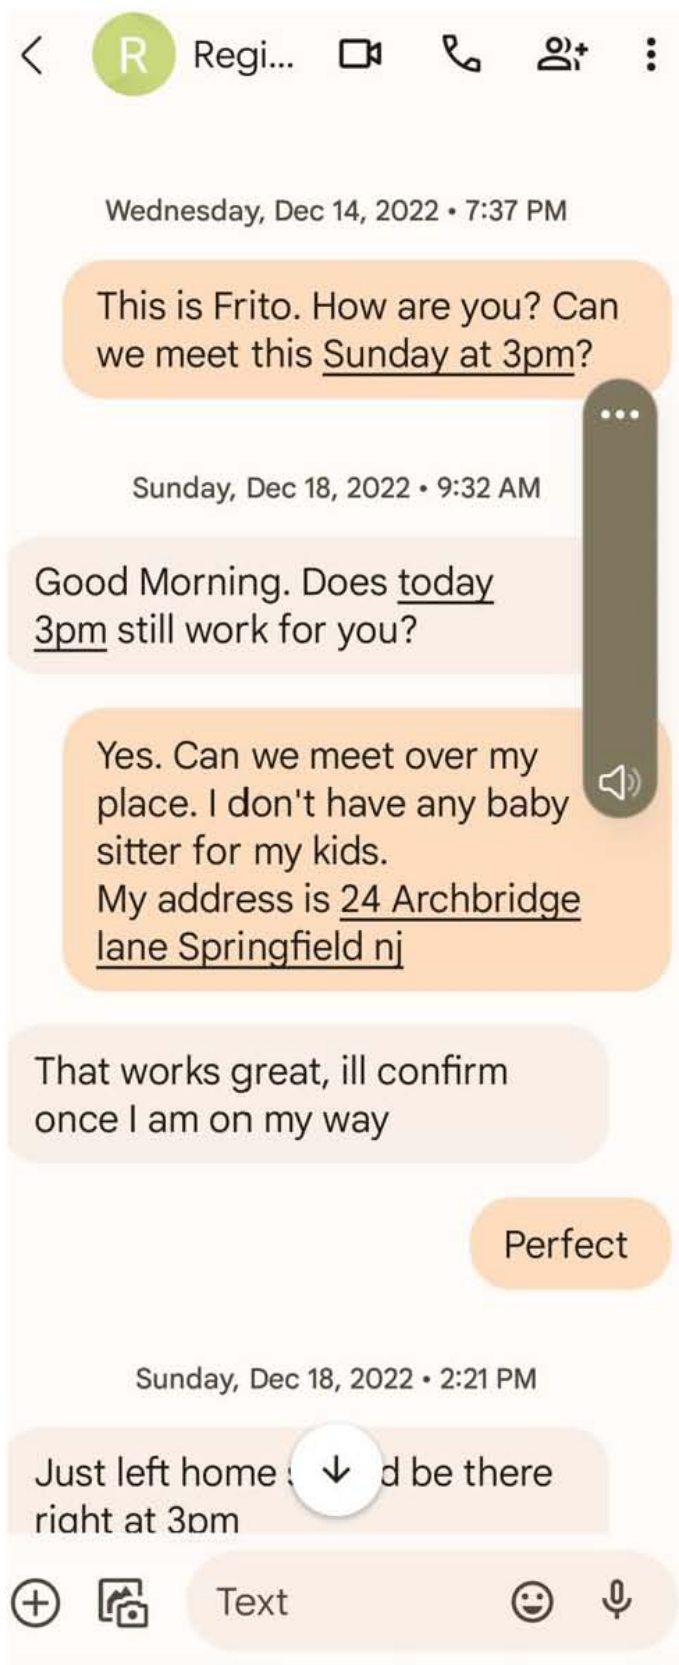 R
Regi...
Wednesday, Dec 14, 2022 • 7:37 PM
This is Frito. How are you? Can
we meet this Sunday at 3pm?
Sunday, Dec 18, 2022 • 9:32 AM
Good Morning. Does today
3pm still work for you?
Yes. Can we meet over my
place. I don't have any baby
sitter for my kids.
My address is 24 Archbridge
lane Springfield nj
That works great, ill confirm
once I am on my way
Perfect
Sunday, Dec 18, 2022 • 2:21 PM
Just left home be there
right at 3pm
Text